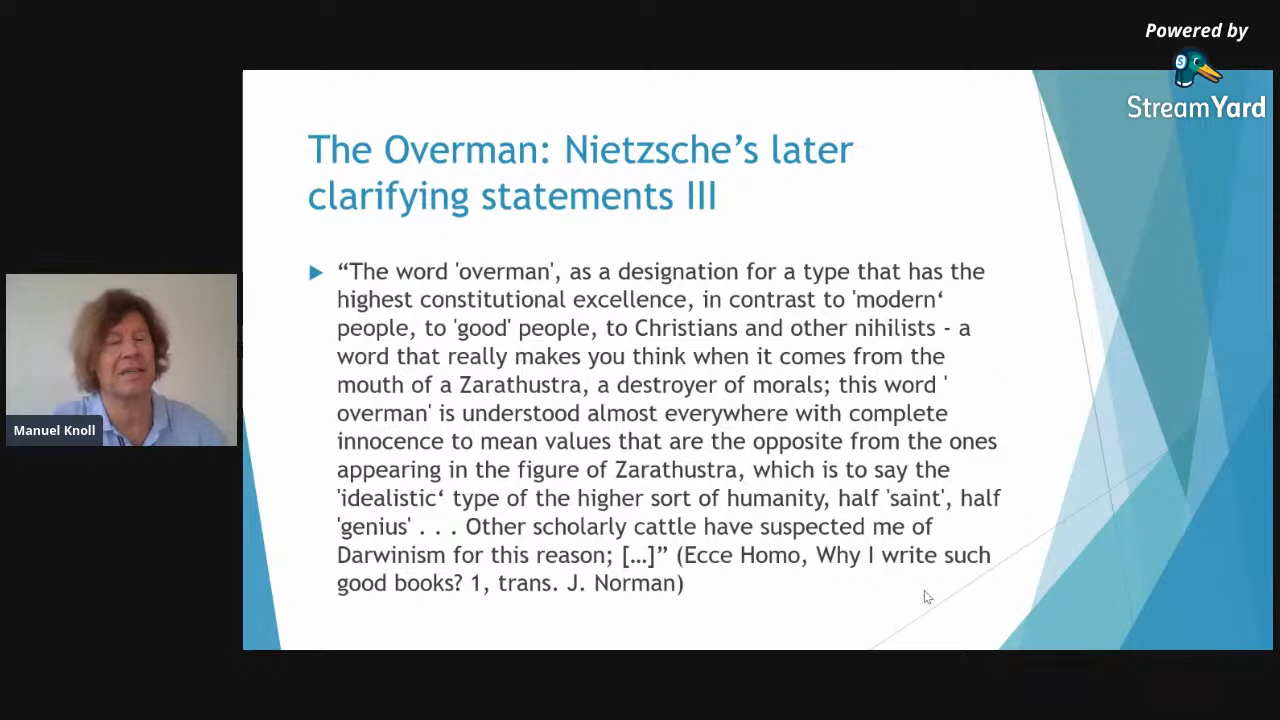 Powered by
StreamYard
The Overman: Nietzsche’s later
clarifying statements III
“The word 'overman', as a designation for a type that has the
highest constitutional excellence, in contrast to 'modern‘
people, to 'good' people, to Christians and other nihilists - a
word that really makes you think when it comes from the
mouth of a Zarathustra, a destroyer of morals; this word '
overman' is understood almost everywhere with complete
innocence to mean values that are the opposite from the ones
appearing in the figure of Zarathustra, which is to say the
'idealistic‘ type of the higher sort of humanity, half 'saint', half
'genius' . . . Other scholarly cattle have suspected me of
Darwinism for this reason; […]” (Ecce Homo, Why I write such
good books? 1, trans. J. Norman)
Manuel Knoll